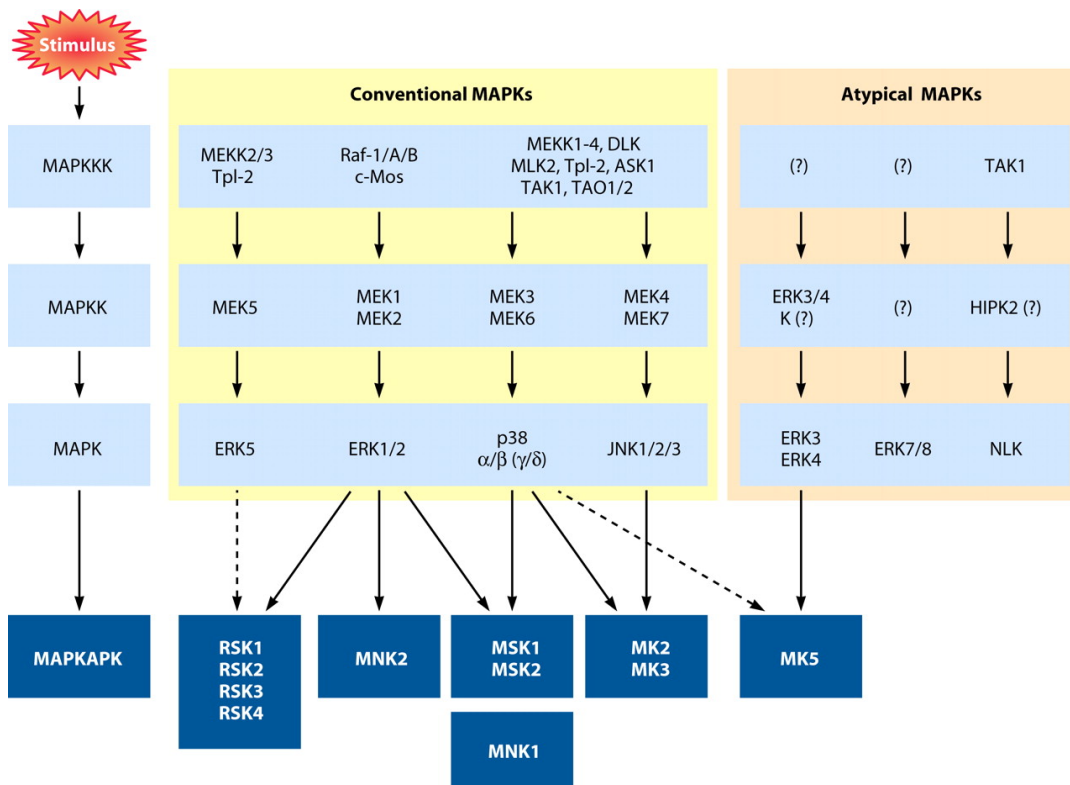 Stimulus
Conventional MAPKs
Atypical MAPKs
MAPKKK
MEKK2/3
Tpl-2
Raf-1/A/B
c-Mos
MEKK1-4, DLK
MLK2, Tpl-2, ASK1
TAK1, TAO1/2
(?)
(?)
TAK1
MAPKK
MEK5
MEK1
MEK2
MEK3
MEK6
MEK4
MEK7
ERK3/4
K (?)
(?)
HIPK2 (?)
MAPK
ERK5
ERK1/2
p38
α/β (γ/δ)
JNK1/2/3
ERK3
ERK4
ERK7/8
NLK
MAPKAPK
RSK1
RSK2
RSK3
RSK4
MNK2
MSK1
MSK2
MK2
MK3
MK5
MNK1